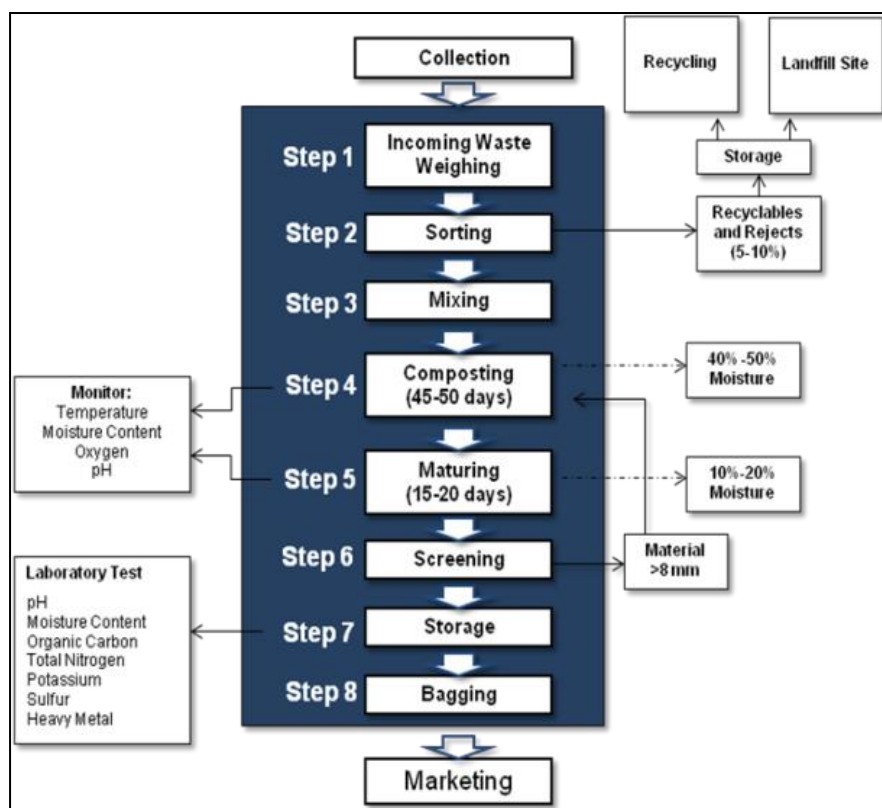 Collection
Recycling
Landfill Site
Step 1
Incoming Waste
Weighing
Storage
Step 2
Sorting
Recyclables
and Rejects
(5-10%)
Step 3
Mixing
Step 4
Composting
(45-50 days)
40%-50%
Moisture
Monitor:
Temperature
Moisture Content
Oxygen
pH
Step 5
Maturing
(15-20 days)
10%-20%
Moisture
Step 6
Screening
Material
>8mm
Laboratory Test
pH
Moisture Content
Organic Carbon
Total Nitrogen
Potassium
Sulfur
Heavy Metal
Step 7
Storage
Step 8
Bagging
Marketing